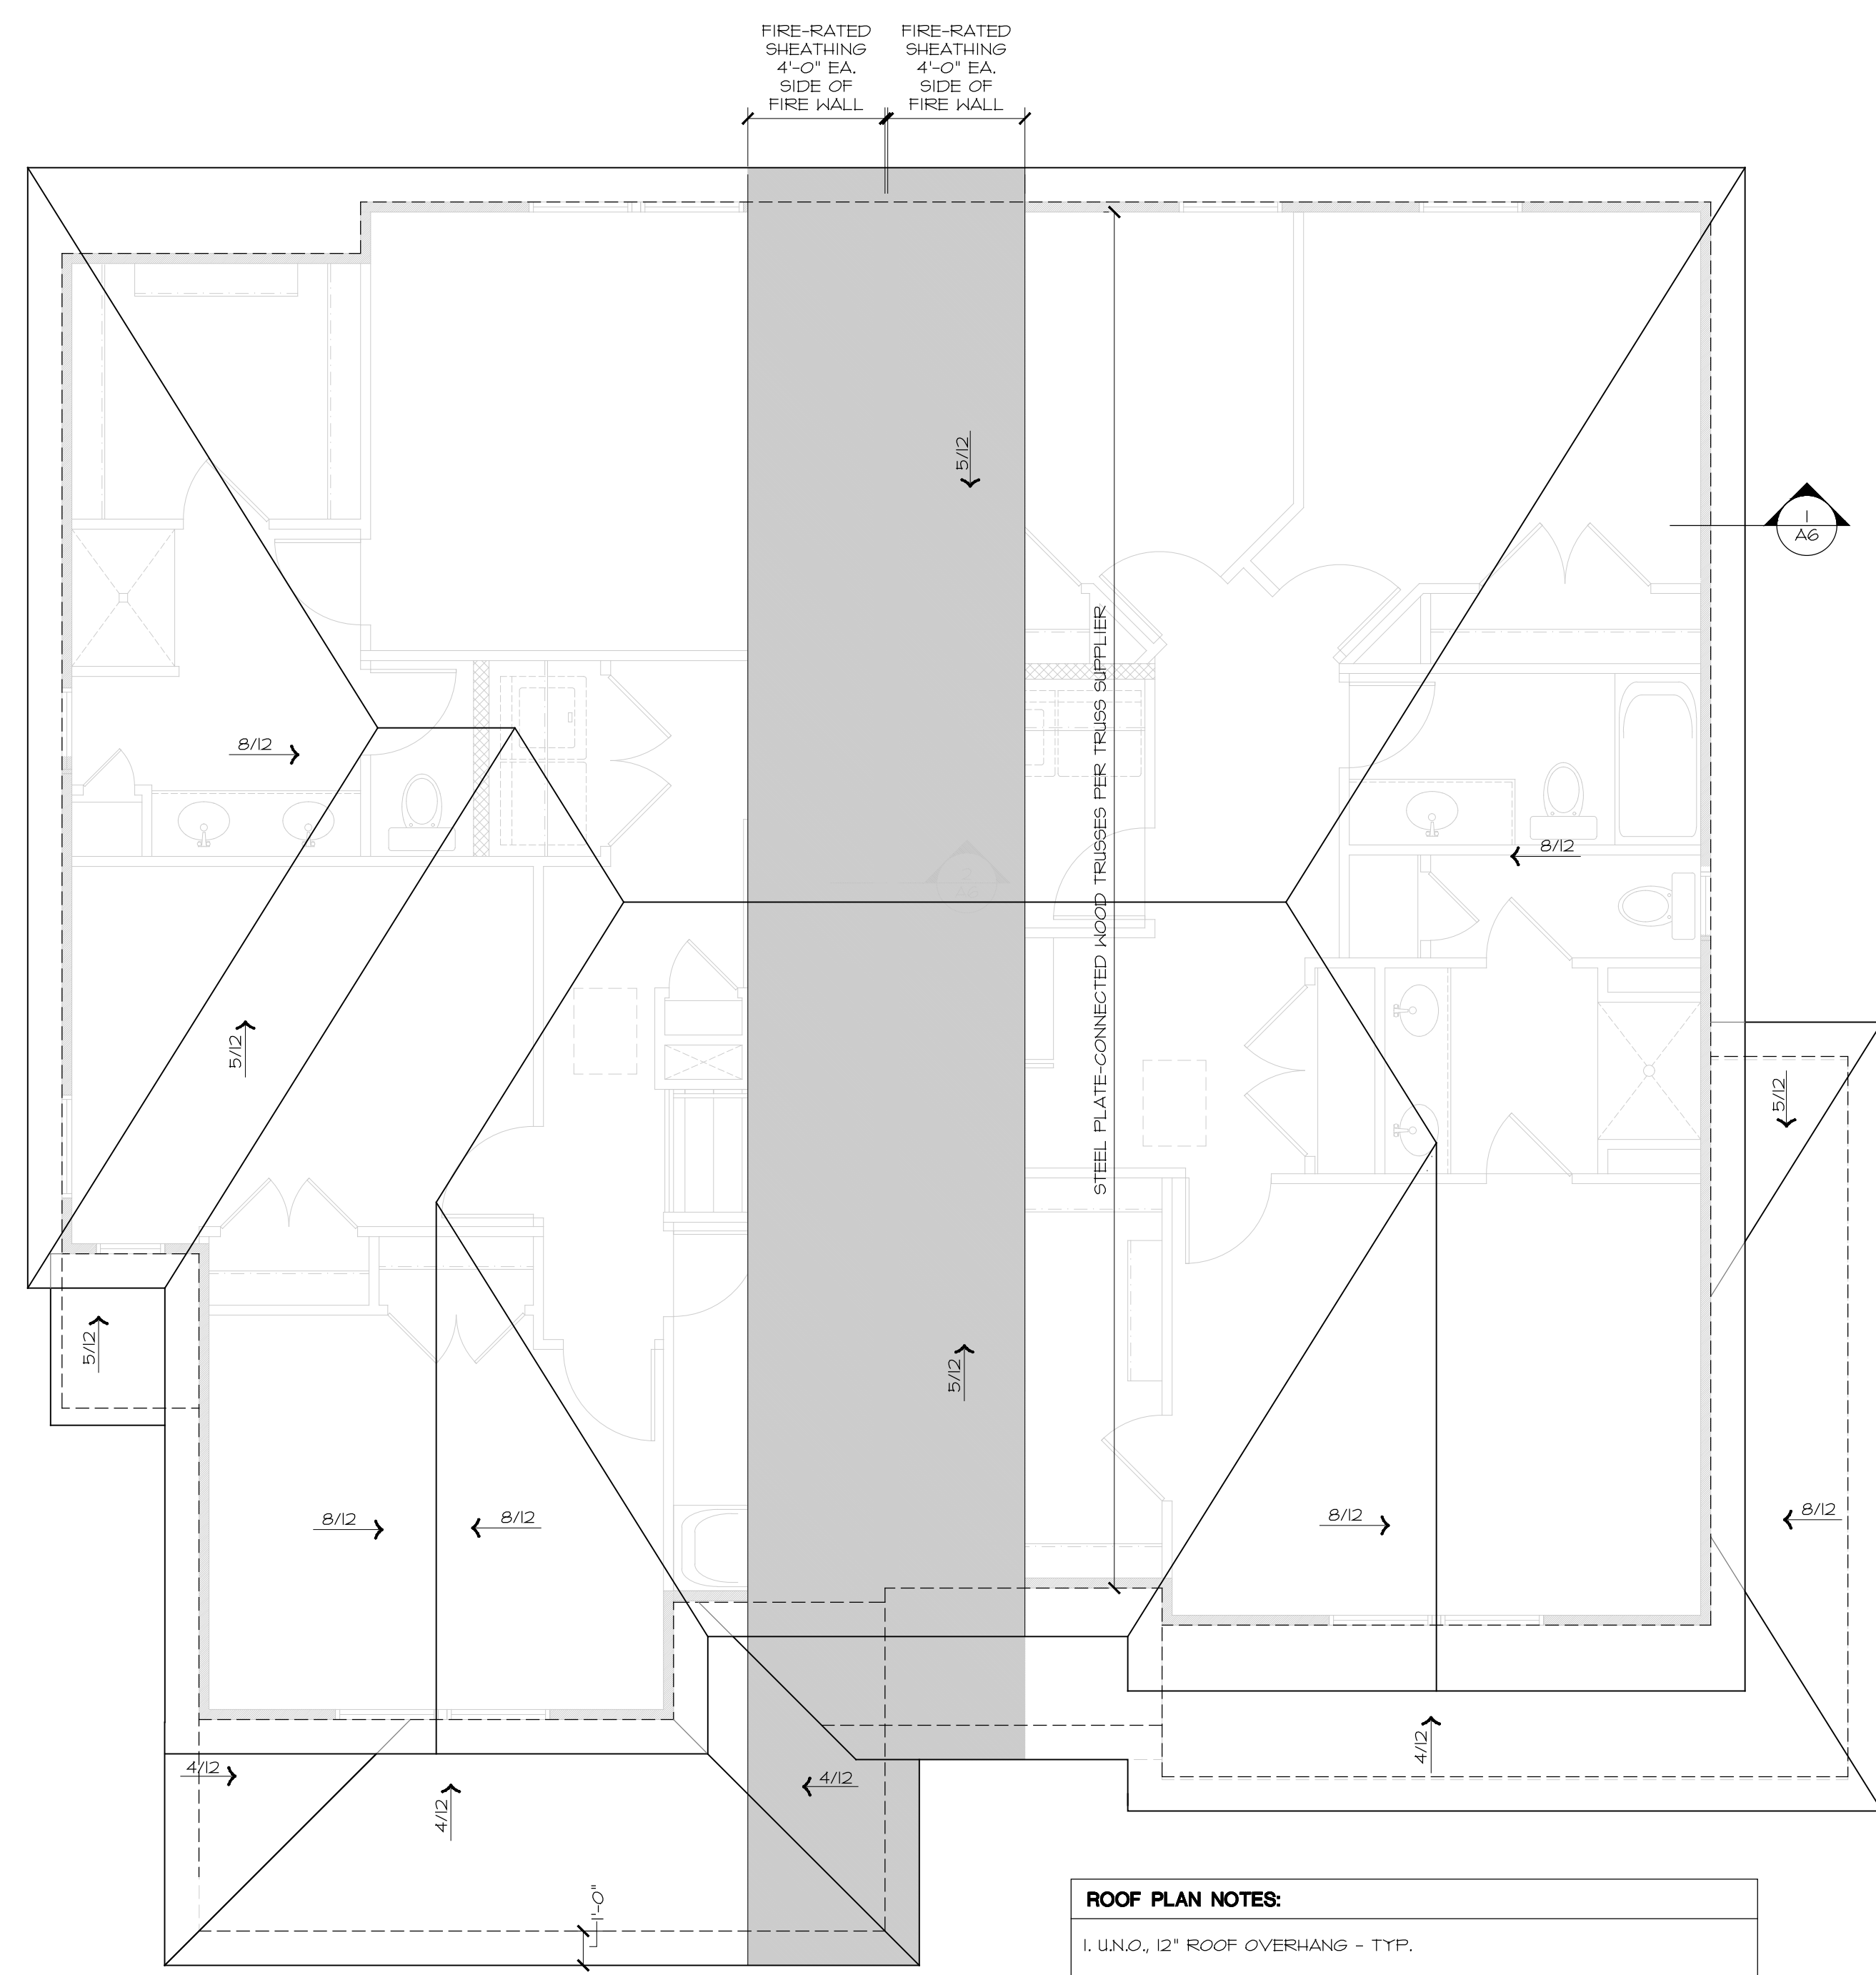 FIRE-RATED
SHEATHING
4'-0" EA.
SIDE OF
FIRE WALL
FIRE-RATED
SHEATHING
4'-0" EA.
SIDE OF
FIRE WALL
5/12
1
A6
8/12
STEEL PLATE-CONNECTED WOOD TRUSSES PER TRUSS SUPPLIER
8/12
5/12
5/12
5/12
5/12
8/12
8/12
8/12
8/12
4/12
4/12
4/12
4/12
1'-0"
ROOF PLAN NOTES:
1. U.N.O., 12" ROOF OVERHANG - TYP.